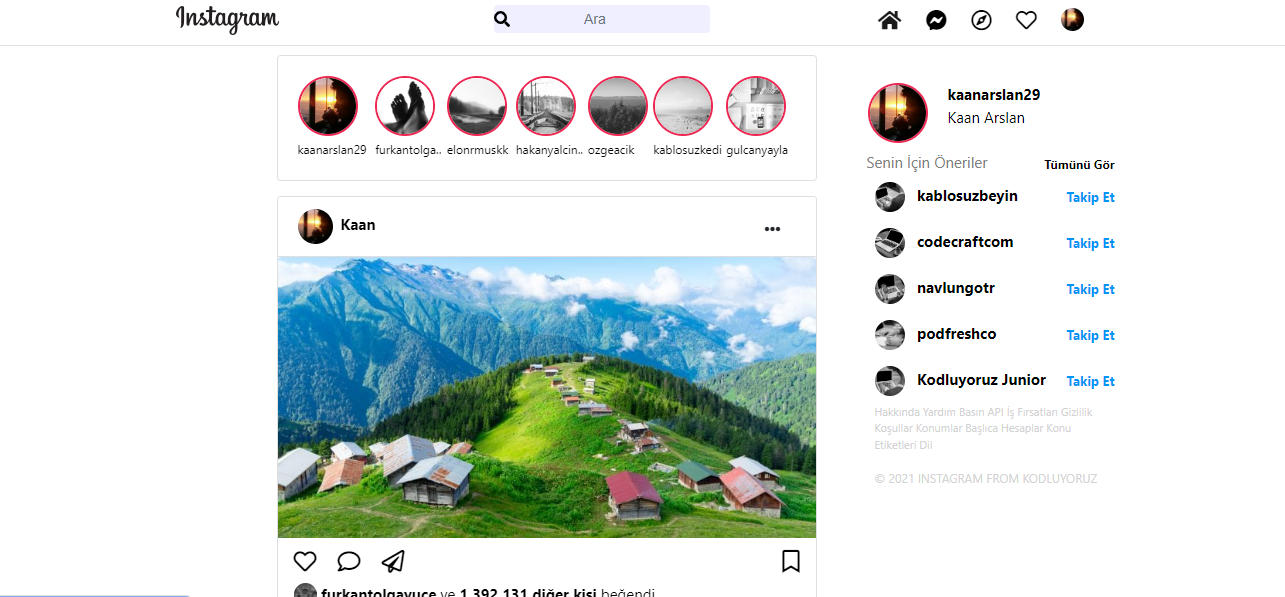 Instagram
Ara
kaanarslan29 furkantolga.. elonrmuskk hakanyalcin.. ozgeacik kablosuzkedi gulcanyayla
Kaan
furkantolgayuce ve 1.392.131 diğer kişi beğendi
kaanarslan29
Kaan Arslan
Senin İçin Öneriler Tümünü Gör
kablosuzbeyin Takip Et
codecraftcom Takip Et
navlungotr Takip Et
podfreshco Takip Et
Kodluyoruz Junior Takip Et
Hakkında Yardım Basın API İş Fırsatları Gizlilik
Koşullar Konumlar Başlıca Hesaplar Konu
Etiketleri Dil
© 2021 INSTAGRAM FROM KODLUYORUZ